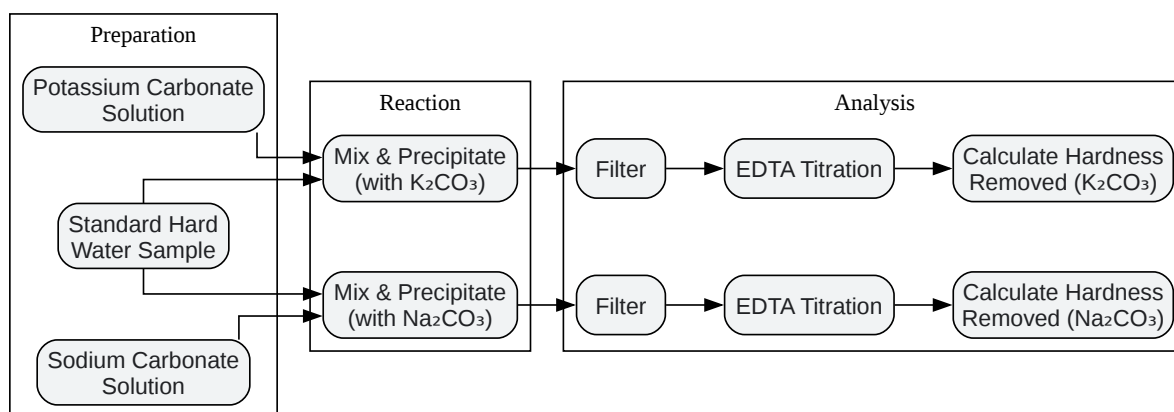 Preparation
Potassium Carbonate
Solution
Standard Hard
Water Sample
Sodium Carbonate
Solution
Reaction
Mix & Precipitate
(with K₂CO₃)
Mix & Precipitate
(with Na₂CO₃)
Analysis
Filter
EDTA Titration
Calculate Hardness
Removed (K₂CO₃)
Filter
EDTA Titration
Calculate Hardness
Removed (Na₂CO₃)